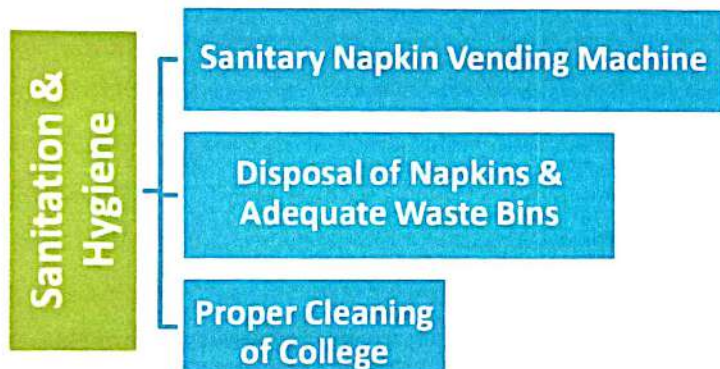 Sanitation &
Hygiene
Sanitary Napkin Vending Machine
Disposal of Napkins &
Adequate Waste Bins
Proper Cleaning
of College